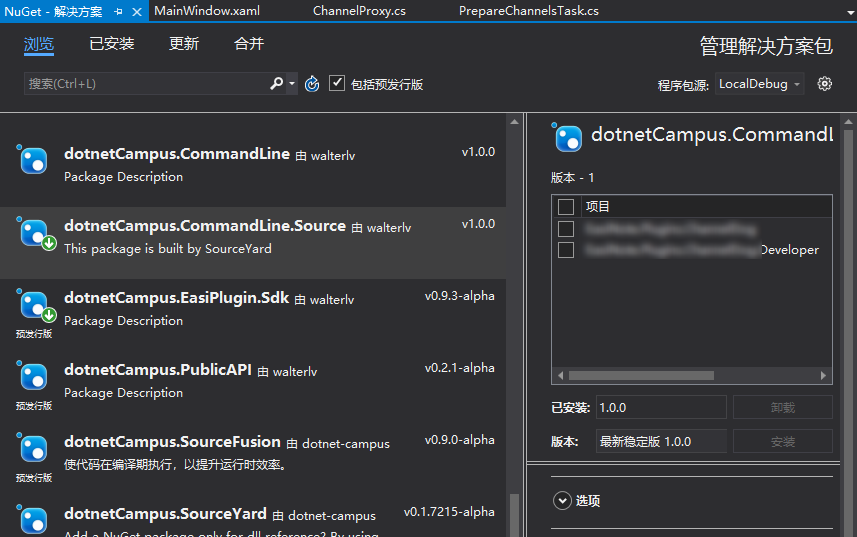 NuGet - 解决方案
MainWindow.xaml
ChannelProxy.cs
PrepareChannelsTask.cs
浏览
已安装
更新
合并
管理解决方案包
搜索(Ctrl+L)
包括预发行版
程序包源: LocalDebug
dotnetCampus.CommandLine 由 walterlv
v1.0.0
Package Description
dotnetCampus.CommandLine.Source 由 walterlv
v1.0.0
This package is built by SourceYard
dotnetCampus.EasiPlugin.Sdk 由 walterlv
v0.9.3-alpha
Package Description
预发行版
dotnetCampus.PublicAPI 由 walterlv
v0.2.1-alpha
Package Description
预发行版
dotnetCampus.SourceFusion 由 dotnet-campus
v0.9.0-alpha
使代码在编译期执行，以提升运行时效率。
预发行版
dotnetCampus.SourceYard 由 dotnet-campus
v0.1.7215-alpha
Add a NuGet package only for dll reference? By using
dotnetCampus.CommandL
版本 - 1
项目
Developer
已安装: 1.0.0
卸载
版本: 最新稳定版 1.0.0
安装
选项